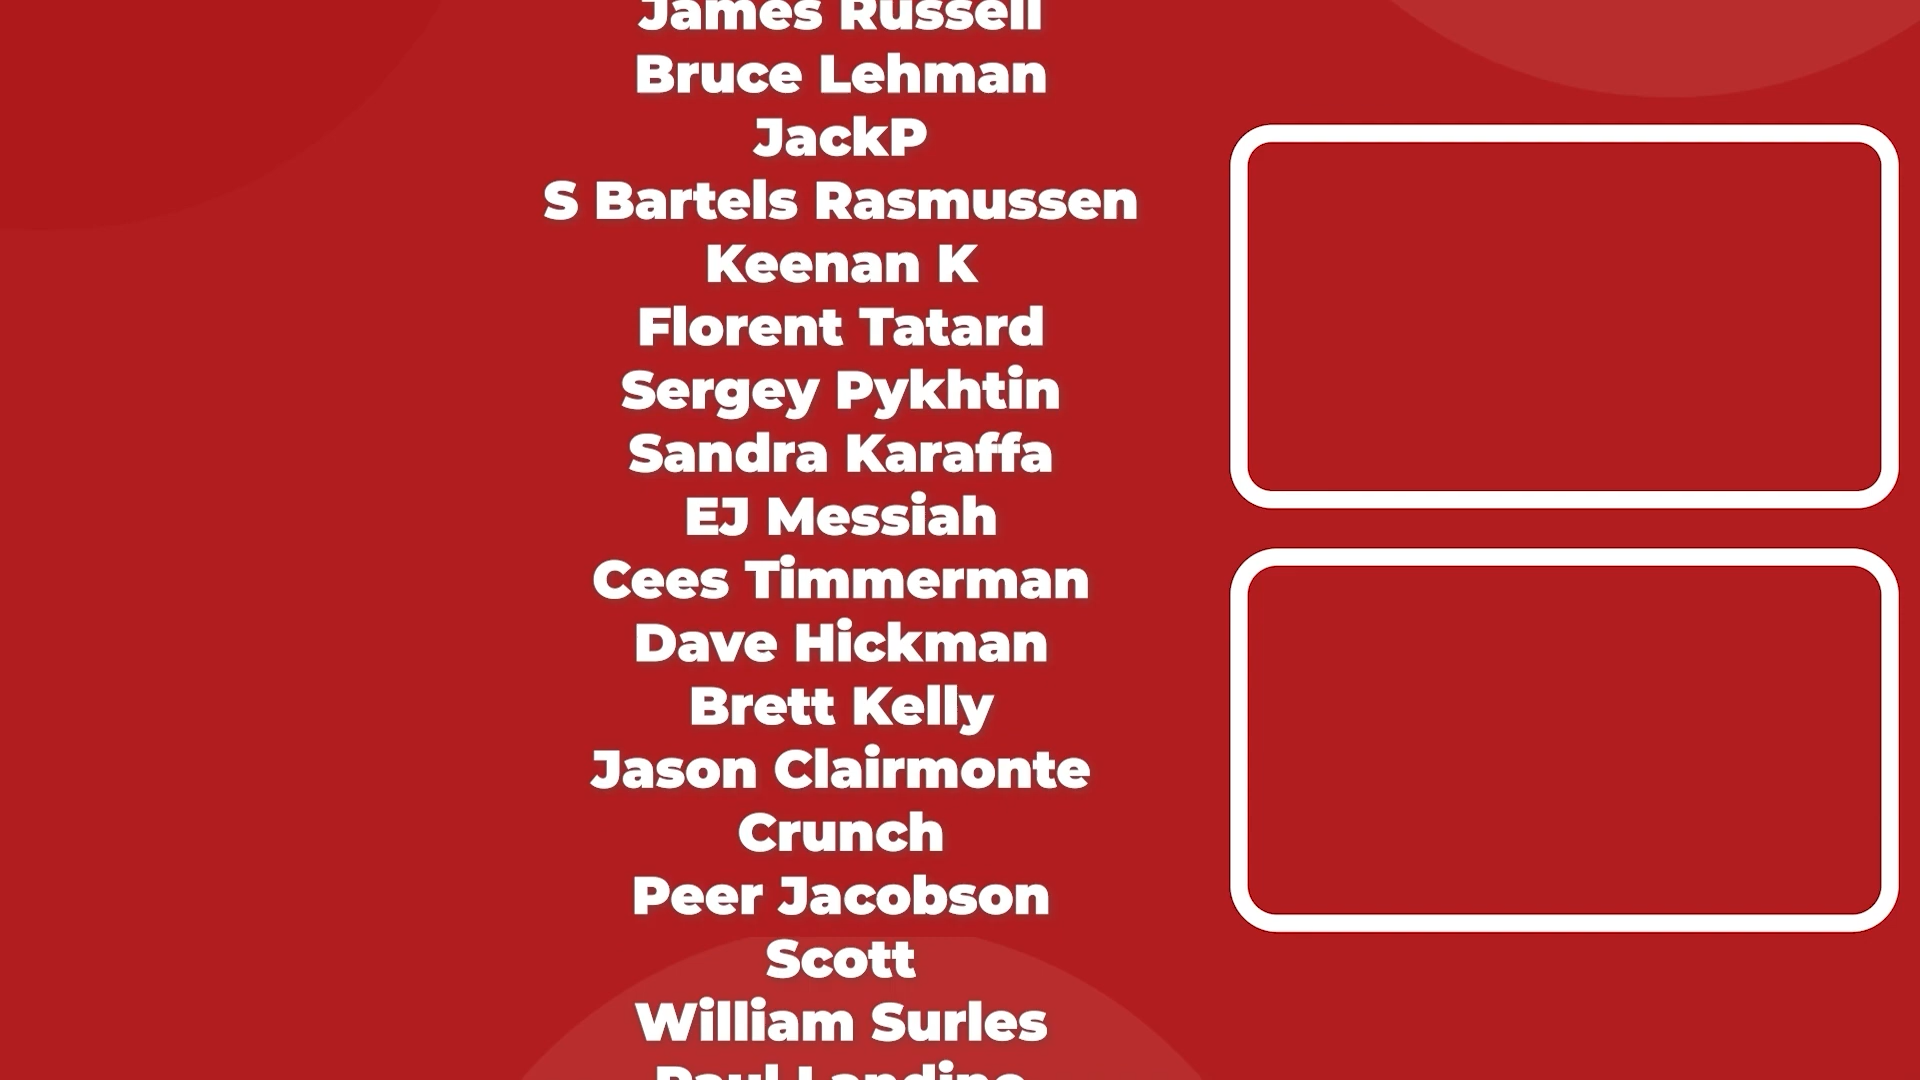 James Russell
Bruce Lehman
JackP
S Bartels Rasmussen
Keenan K
Florent Tatard
Sergey Pykhtin
Sandra Karaffa
EJ Messiah
Cees Timmerman
Dave Hickman
Brett Kelly
Jason Clairmonte
Crunch
Peer Jacobson
Scott
William Surles
Paul